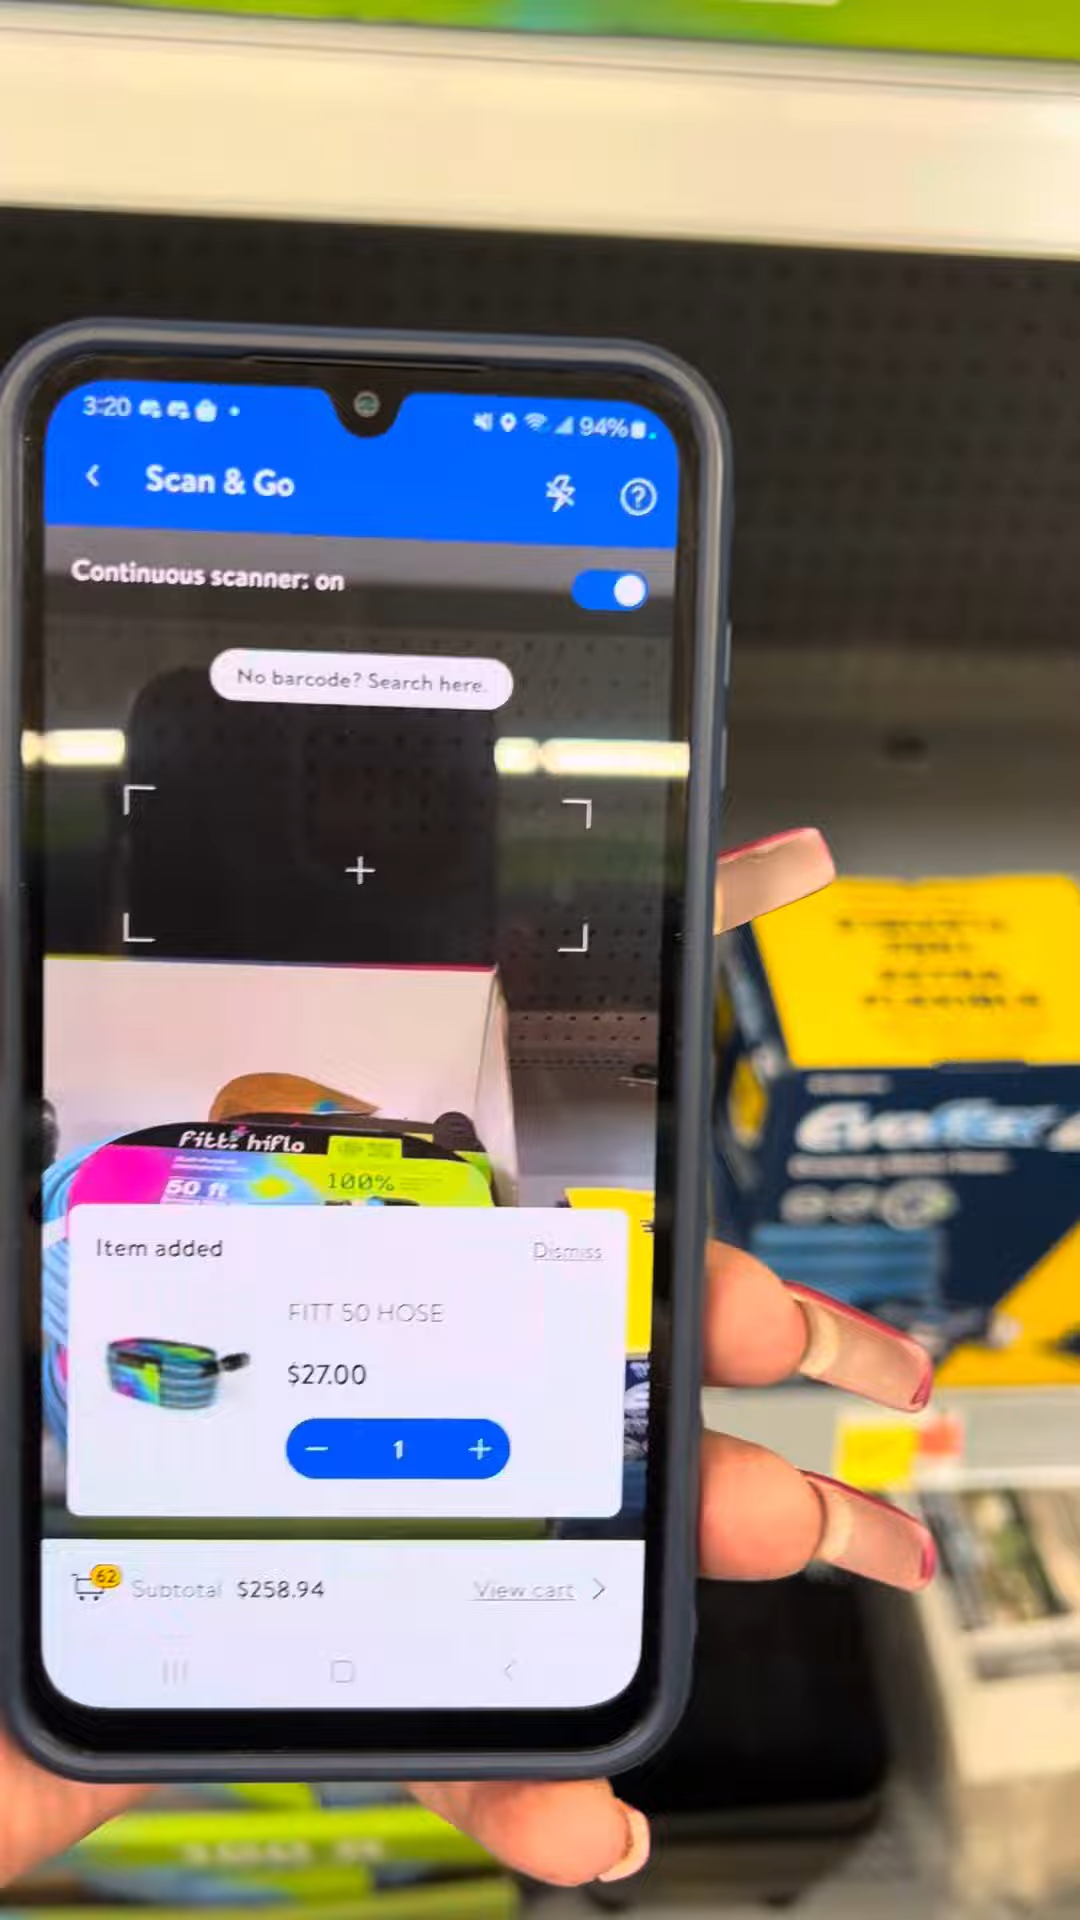 3:20
94%
Scan & Go
Continuous scanner: on
No barcode? Search here.
fitt hiflo
50 ft
100%
Item added
Dismiss
FITT 50 HOSE
$27.00
1
62
Subtotal $258.94
View cart